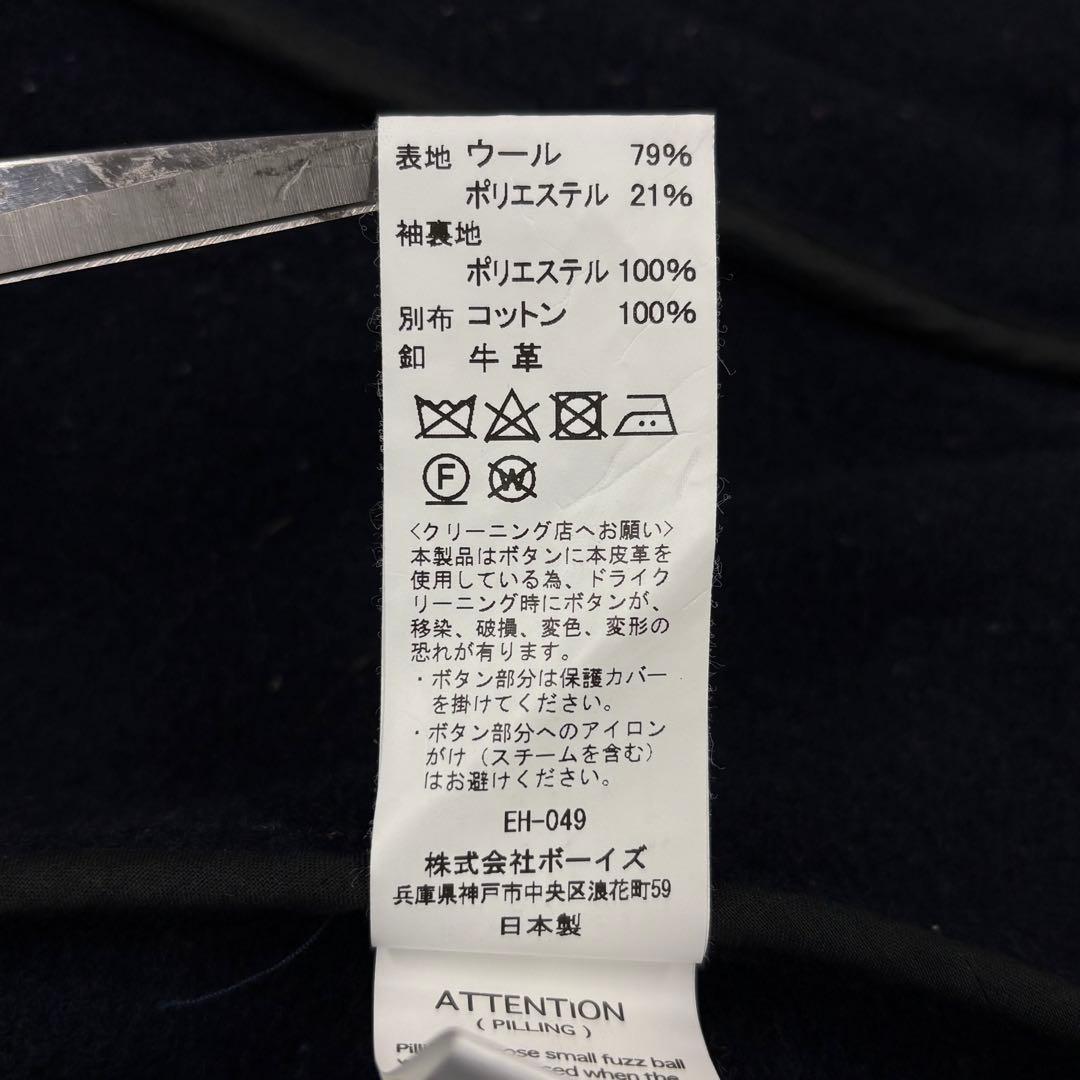 表地 ウール 79%
ポリエステル 21%
袖裏地
ポリエステル 100%
別布 コットン 100%
釦 牛革
F W
<クリーニング店へお願い>
本製品はボタンに本皮革を
使用している為、ドライク
リーニング時にボタンが、
移染、破損、変色、変形の
恐れが有ります。
・ボタン部分は保護カバー
を掛けてください。
・ボタン部分へのアイロン
がけ(スチームを含む)
はお避けください。
EH-049
株式会社ボーイズ
兵庫県神戸市中央区浪花町59
日本製
ATTENTION
(PILLING)
small fuzz ball
when the